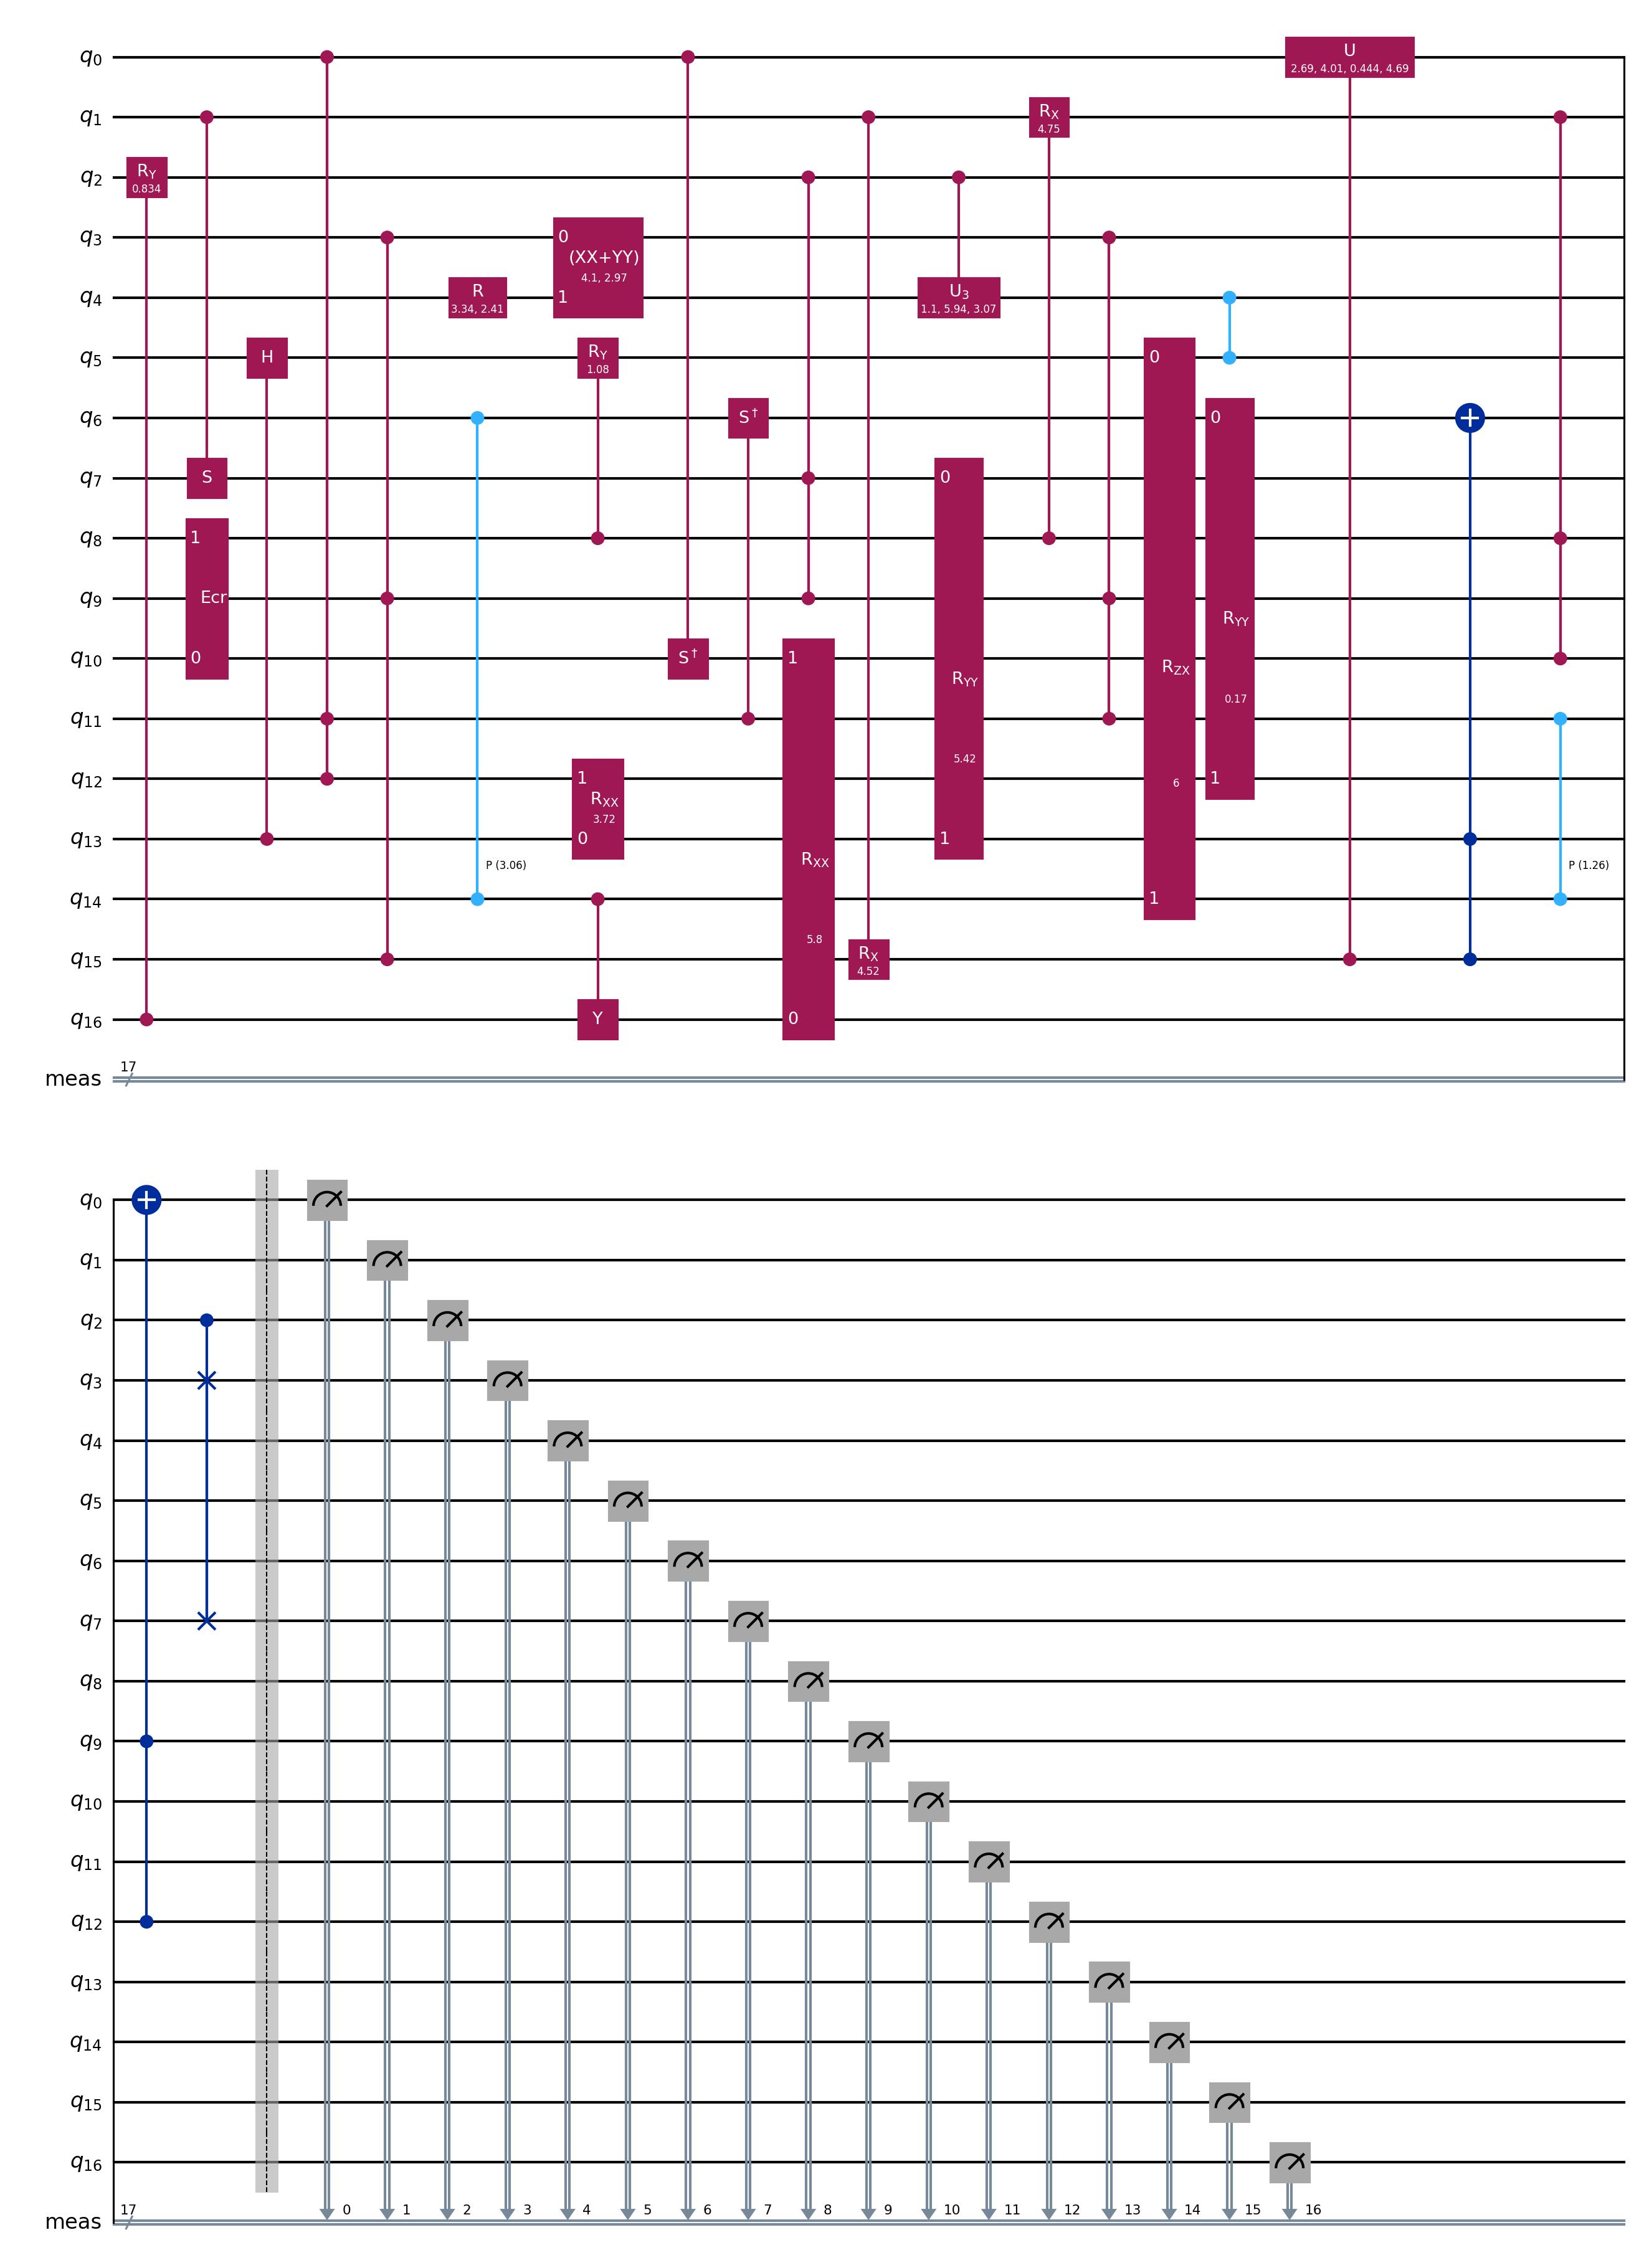 q0
U
2.69, 4.01, 0.444, 4.69
q1
RX
4.75
q2
RY
0.834
q3
0
(XX+YY)
4.1, 2.97
q4
R
3.34, 2.41
1
U3
1.1, 5.94, 3.07
q5
H
RY
1.08
0
q6
S†
0
q7
S
0
q8
1
q9
Ecr
RYY
q10
0
S†
1
RZX
RYY
0.17
q11
5.42
q12
1
RXX
3.72
6
1
q13
0
RXX
1
P (3.06)
P (1.26)
q14
5.8
1
q15
RX
4.52
q16
Y
0
17
meas
q0
q1
q2
q3
q4
q5
q6
q7
q8
q9
q10
q11
q12
q13
q14
q15
q16
17 0 1 2 3 4 5 6 7 8 9 10 11 12 13 14 15 16
meas